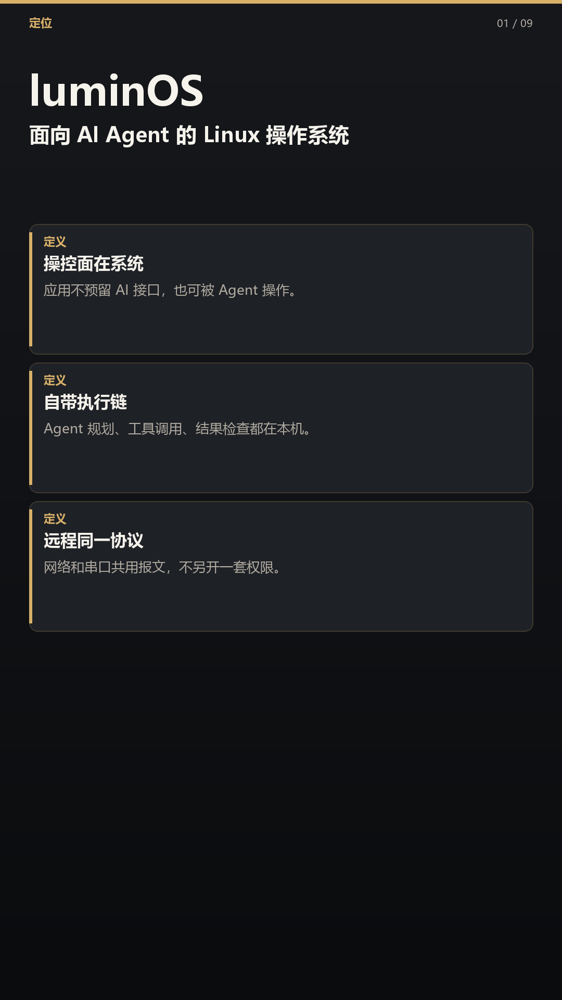 定位
01 / 09
luminOS
面向 AI Agent 的 Linux 操作系统
定义
操控面在系统
应用不预留 AI 接口，也可被 Agent 操作。
定义
自带执行链
Agent 规划、工具调用、结果检查都在本机。
定义
远程同一协议
网络和串口共用报文，不另开一套权限。